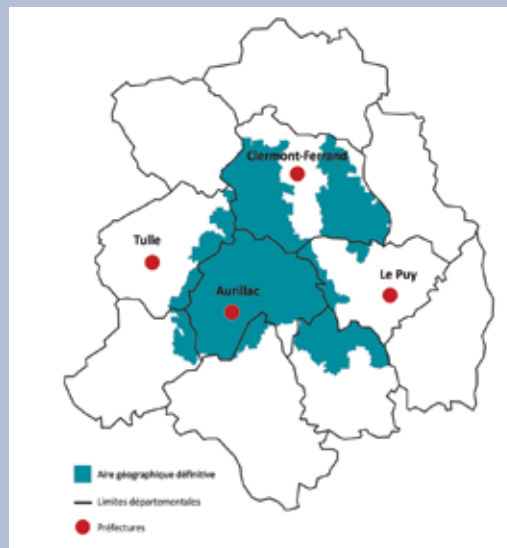 Clermont-Ferrand
Tulle
Le Puy
Aurillac
Aire géographique définitive
Limites départementales
Préfectures